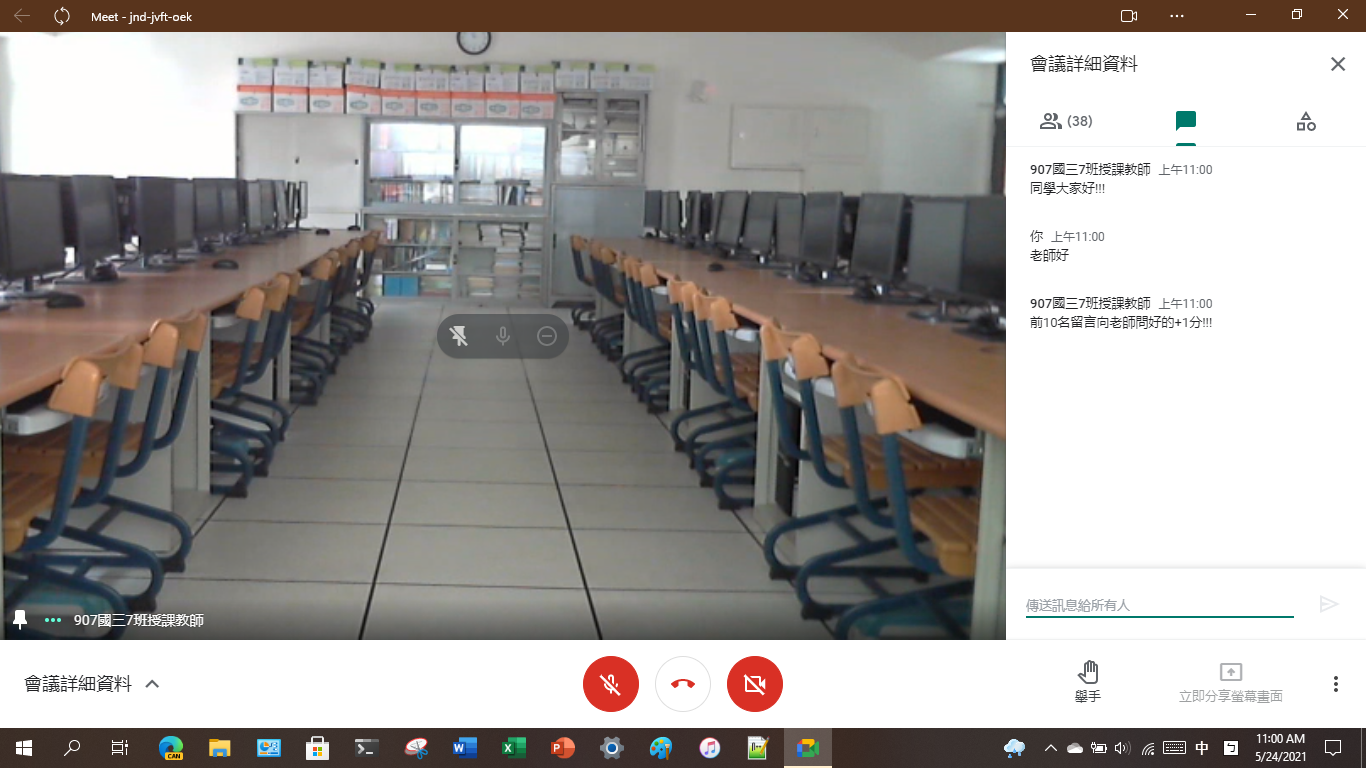 Meet - jnd-jvft-oek
會議詳細資料
(38)
907國三7班授課教師 上午11:00
同學大家好!!!
你 上午11:00
老師好
907國三7班授課教師 上午11:00
前10名留言向老師問好的+1分!!!
傳送訊息給所有人
907國三7班授課教師
會議詳細資料
舉手
立即分享螢幕畫面
CAN
中
11:00 AM
5/24/2021